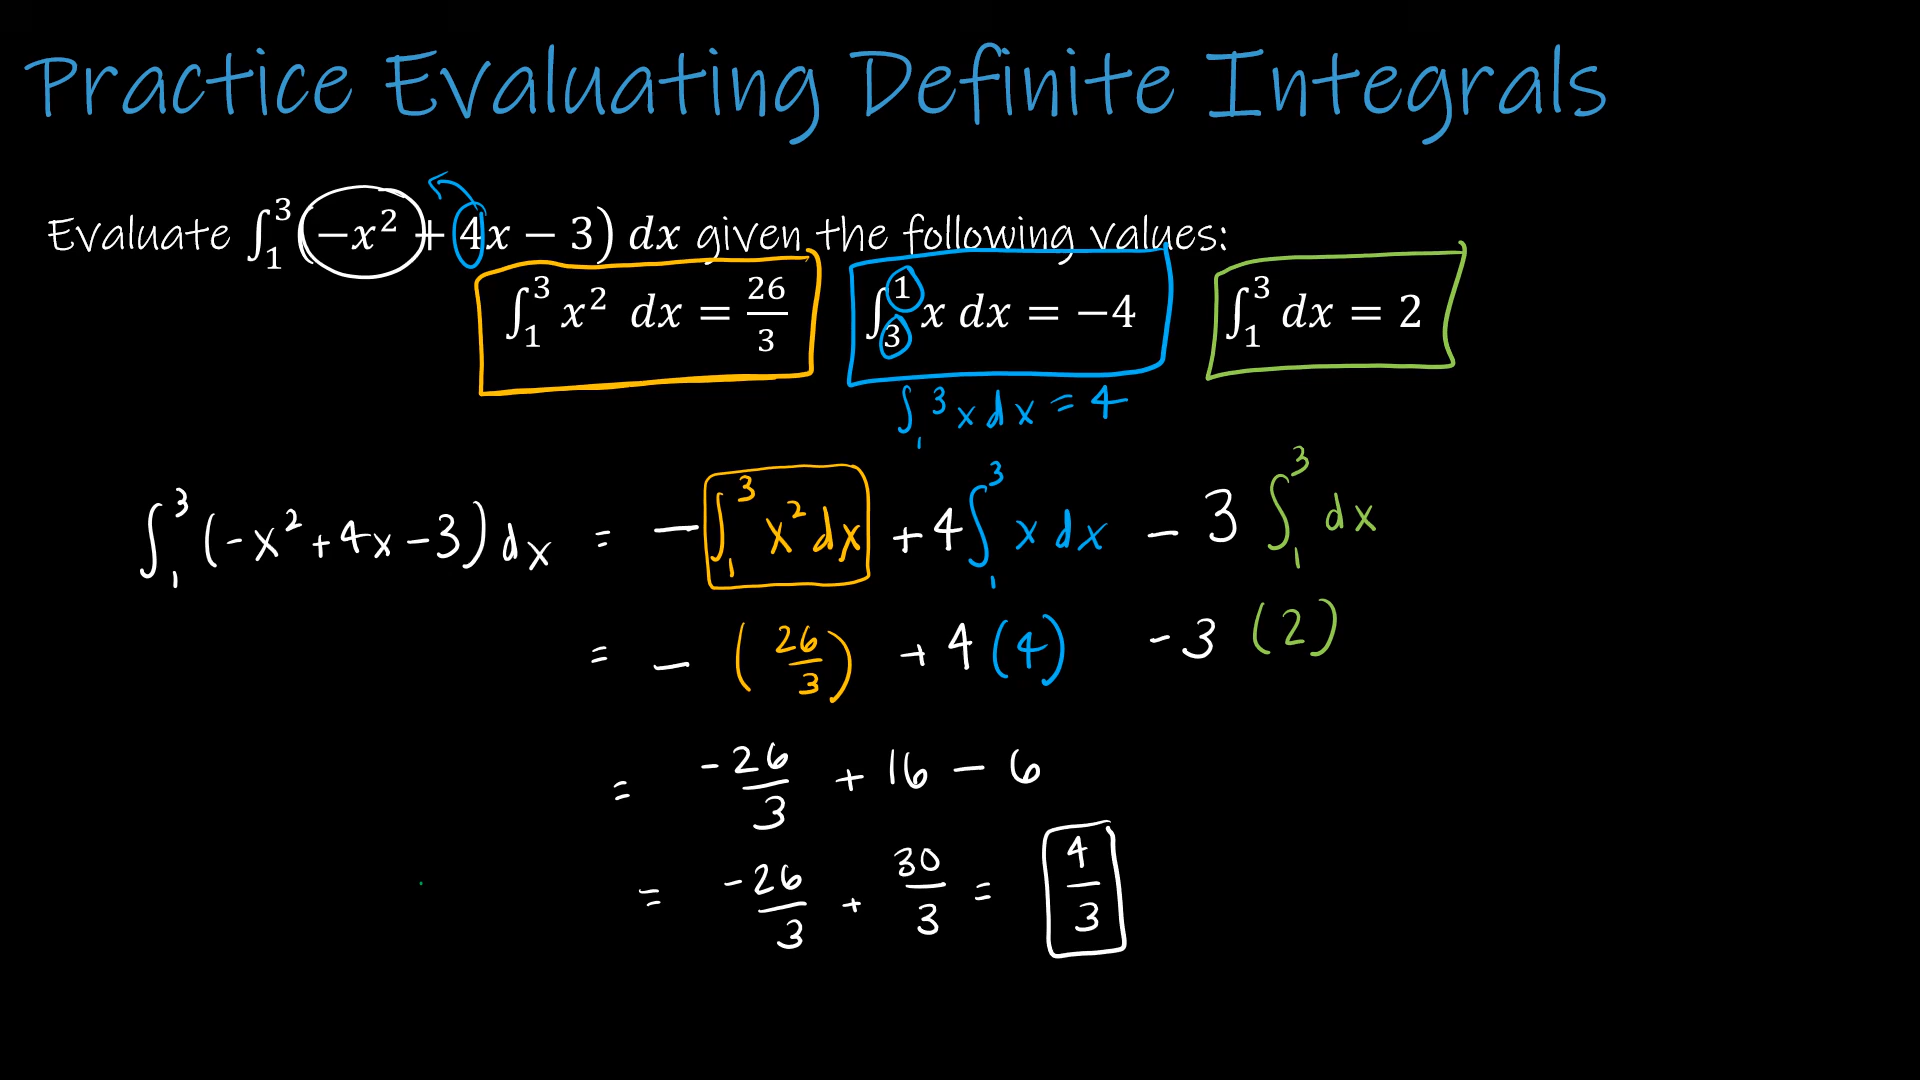 Practice Evaluating Definite Integrals
Evaluate ∫₁³(−x² + 4x − 3) dx given the following values:
∫₁³ x² dx = 26/3    ∫₃¹ x dx = −4    ∫₁³ dx = 2
∫₁³ x dx = 4
∫₁³ (-x² + 4x - 3) dx = - ∫₁³ x² dx + 4 ∫₁³ x dx - 3 ∫₁³ dx
= - (26/3) + 4 (4) - 3 (2)
= -26/3 + 16 - 6
= -26/3 + 30/3 = 4/3